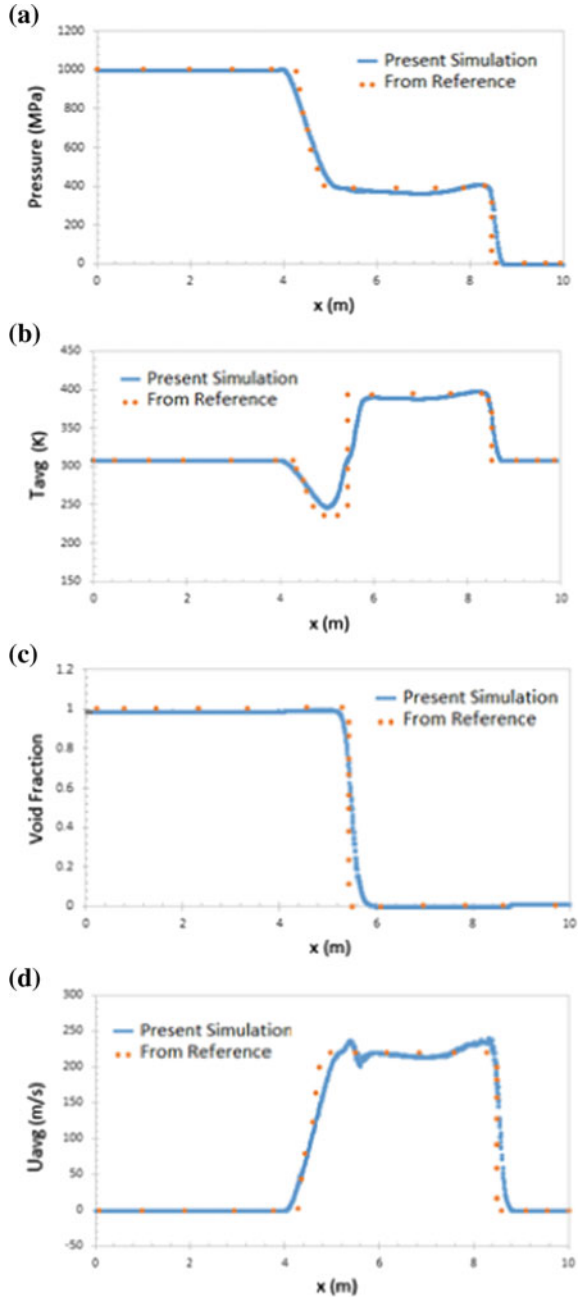 (a)
1200
1000
800
600
400
200
0
Pressure (MPa)
Present Simulation
From Reference
0 2 4 6 8 10
x (m)
(b)
450
400
350
300
250
200
150
Tavg (K)
Present Simulation
From Reference
0 2 4 6 8 10
x (m)
(c)
1.2
1
0.8
0.6
0.4
0.2
0
Void Fraction
Present Simulation
From Reference
0 2 4 6 8 10
x (m)
(d)
300
250
200
150
100
50
0
-50
Uavg (m/s)
Present Simulation
From Reference
0 2 4 6 8 10
x (m)